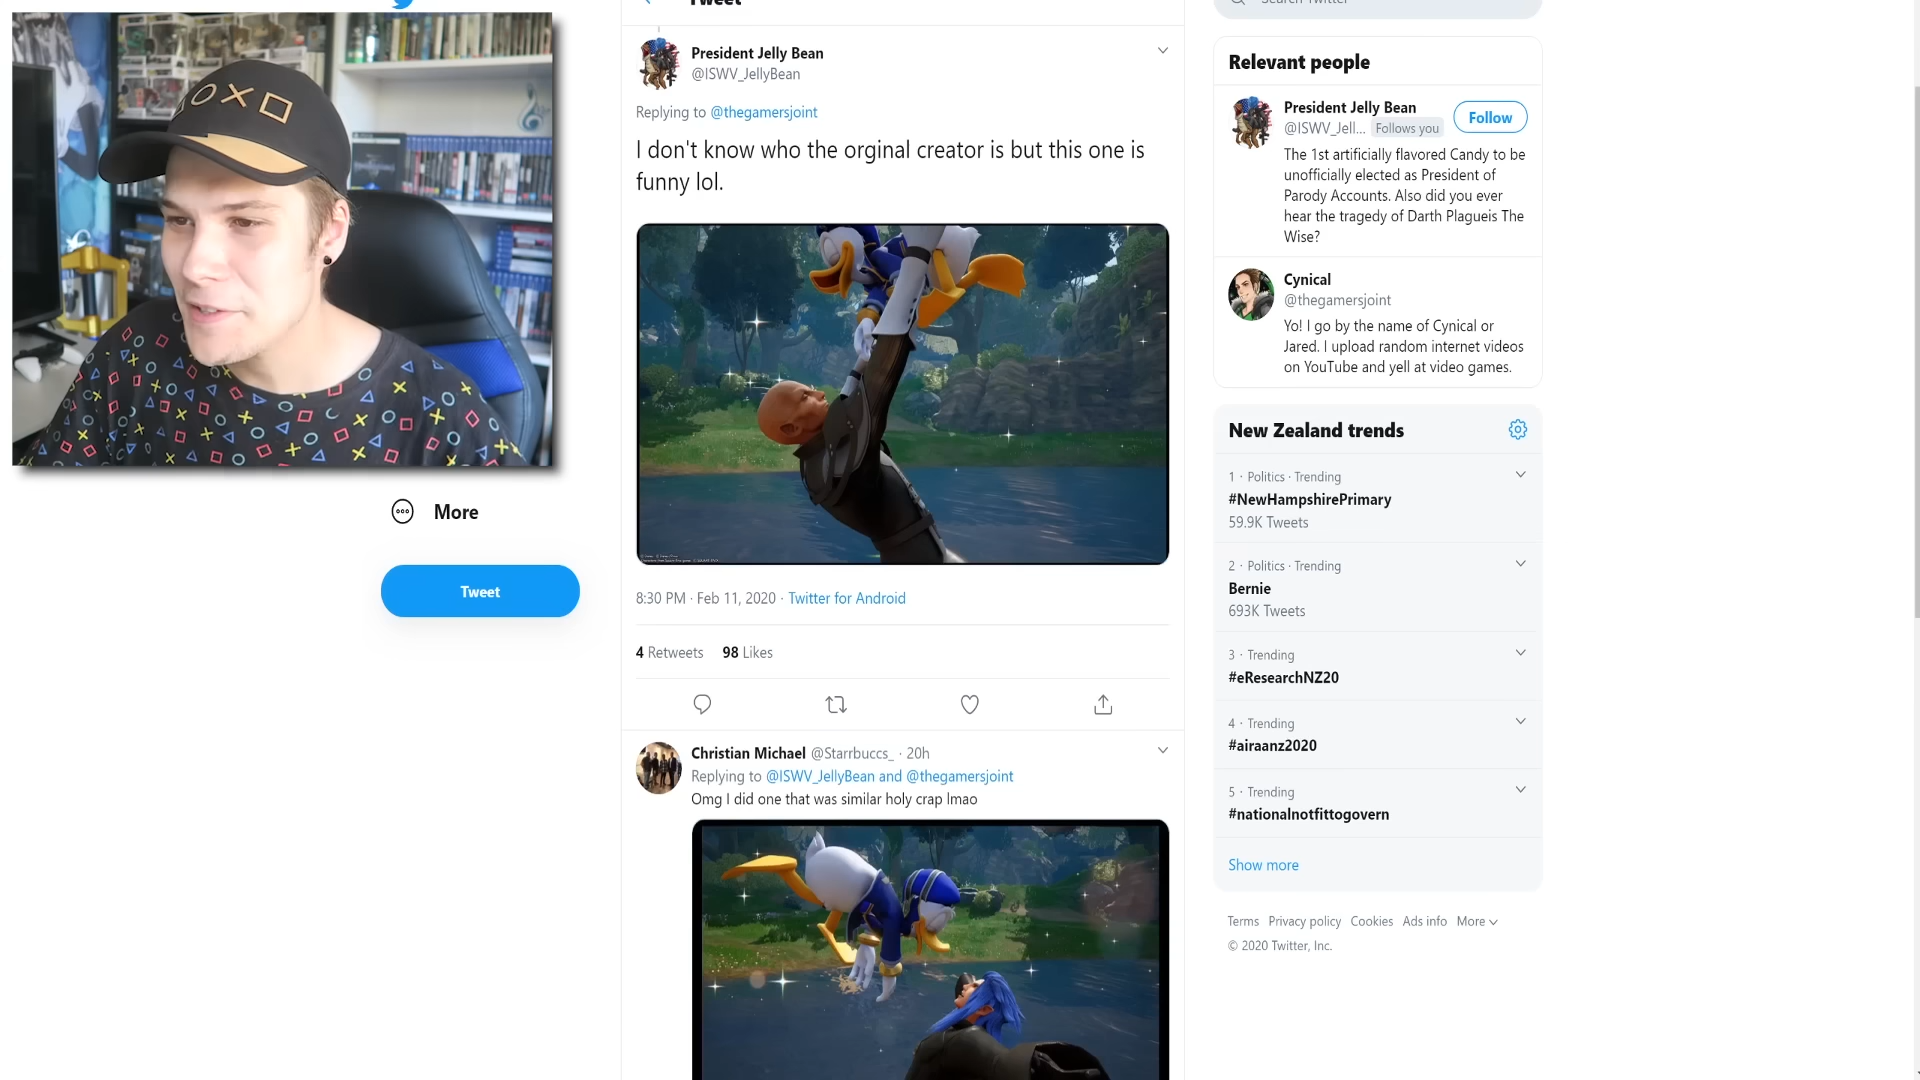 Tweet
Search Twitter
President Jelly Bean
@ISWV_JellyBean
Replying to @thegamersjoint
I don't know who the orginal creator is but this one is
funny lol.
8:30 PM · Feb 11, 2020 · Twitter for Android
4 Retweets 98 Likes
Christian Michael @Starrbuccs_ · 20h
Replying to @ISWV_JellyBean and @thegamersjoint
Omg I did one that was similar holy crap lmao
More
Tweet
Relevant people
President Jelly Bean
@ISWV_Jell... Follows you
Follow
The 1st artificially flavored Candy to be
unofficially elected as President of
Parody Accounts. Also did you ever
hear the tragedy of Darth Plagueis The
Wise?
Cynical
@thegamersjoint
Yo! I go by the name of Cynical or
Jared. I upload random internet videos
on YouTube and yell at video games.
New Zealand trends
1 · Politics · Trending
#NewHampshirePrimary
59.9K Tweets
2 · Politics · Trending
Bernie
693K Tweets
3 · Trending
#eResearchNZ20
4 · Trending
#airaanz2020
5 · Trending
#nationalnotfittogovern
Show more
Terms Privacy policy Cookies Ads info More
© 2020 Twitter, Inc.